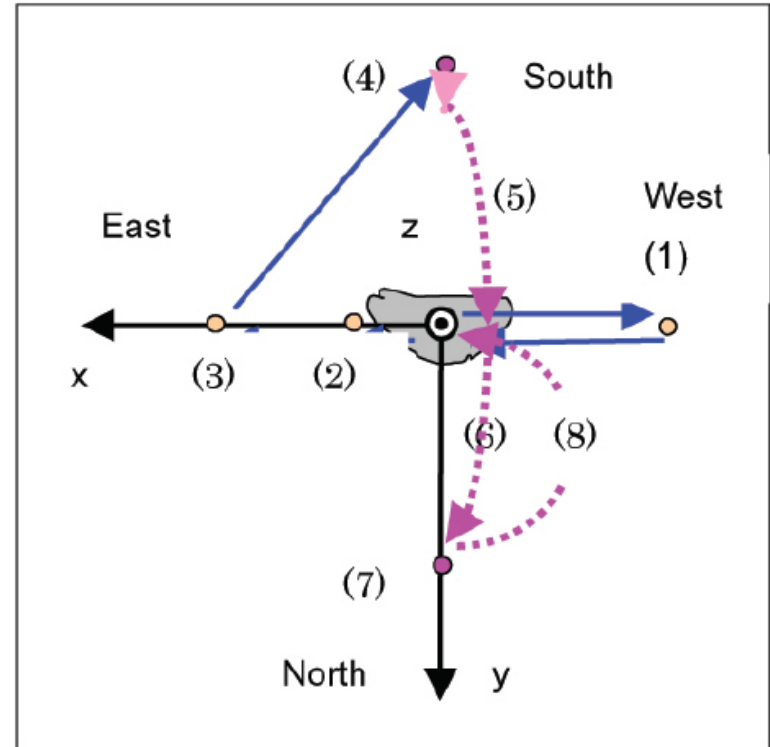 (4)
South
(5)
West
East
z
(1)
x
(3)
(2)
(6)
(8)
(7)
North
y